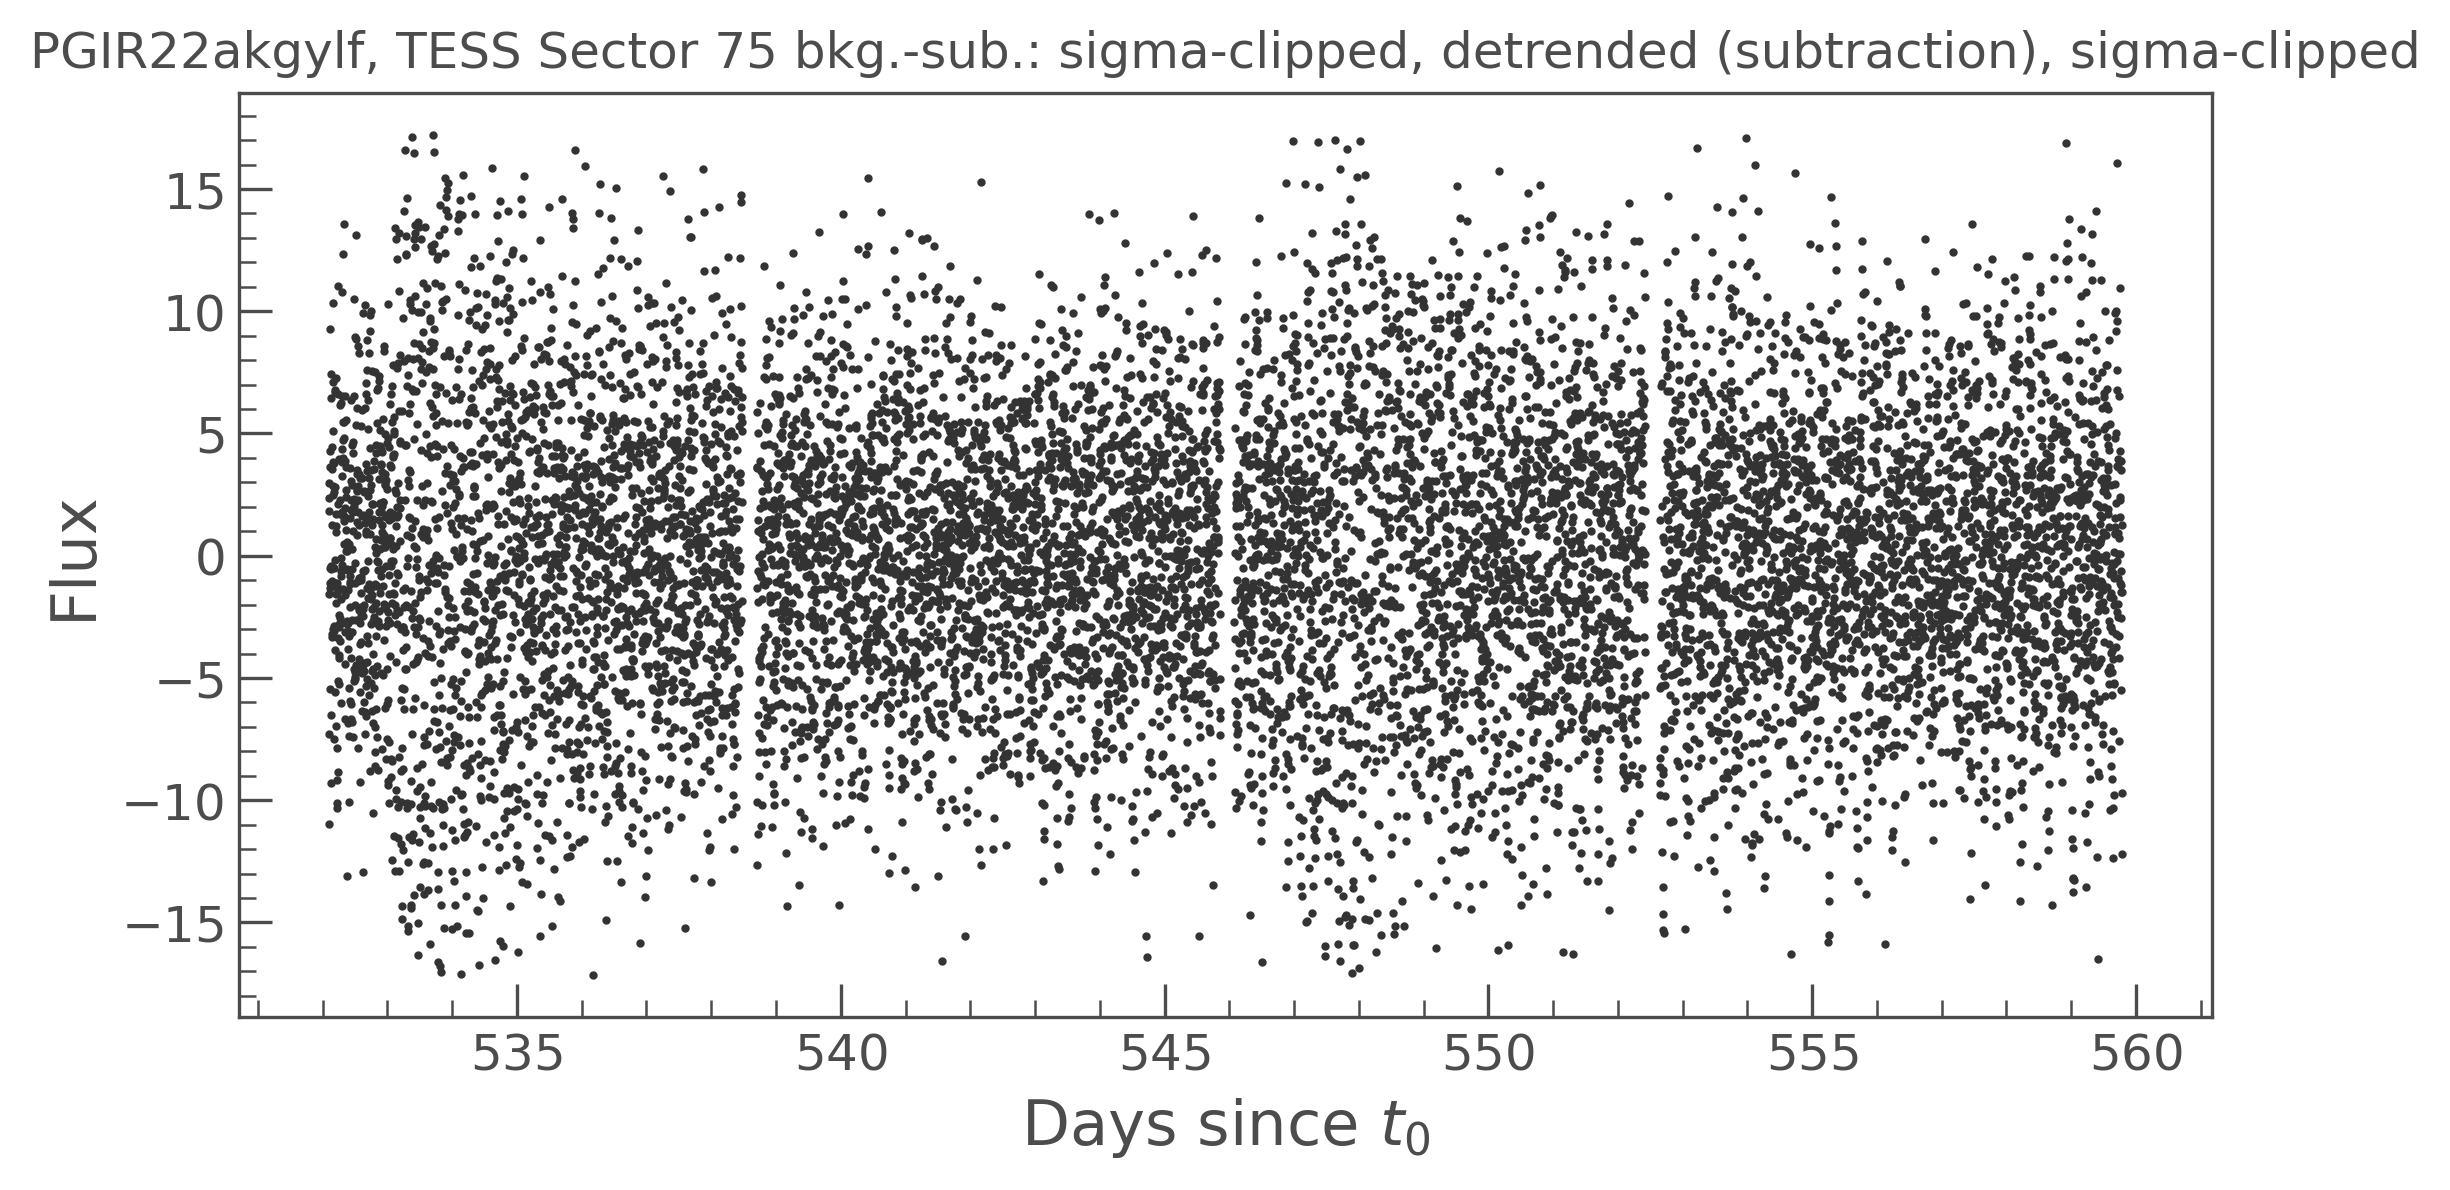 PGIR22akgylf, TESS Sector 75 bkg.-sub.: sigma-clipped, detrended (subtraction), sigma-clipped
15
10
5
0
−5
−10
−15
Flux
535 540 545 550 555 560
Days since t0